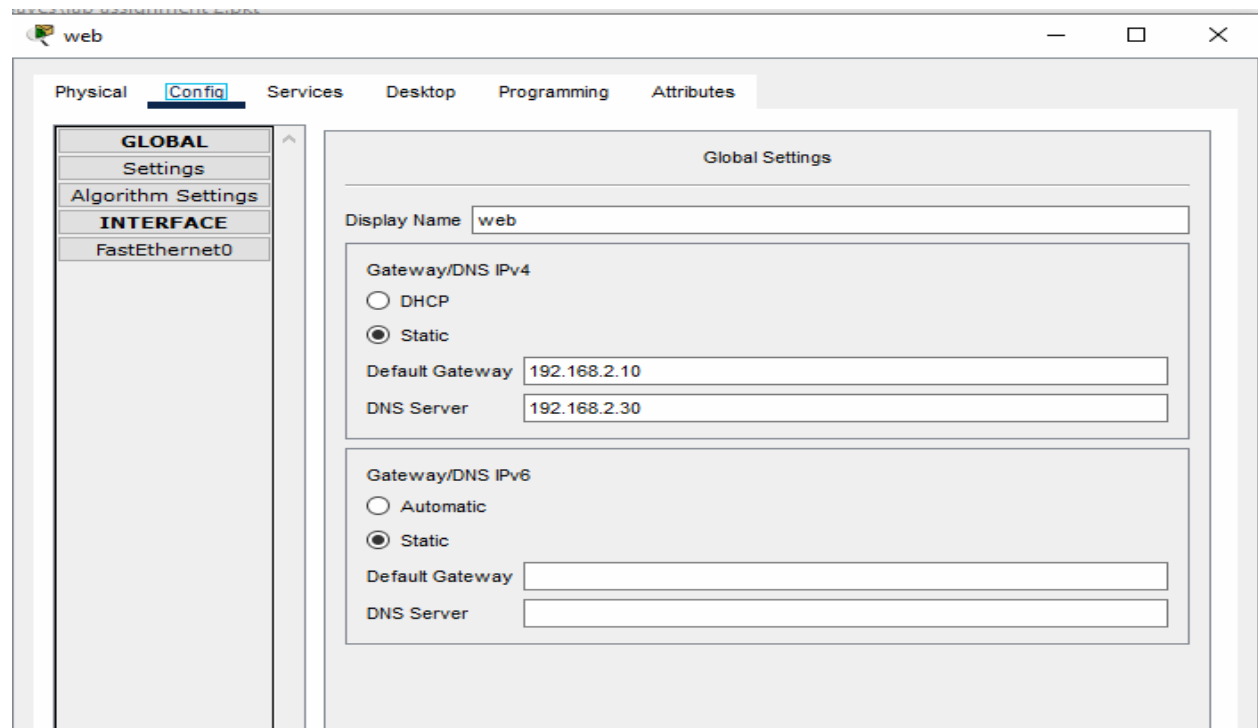 web
Physical Config Services Desktop Programming Attributes
GLOBAL
Settings
Algorithm Settings
INTERFACE
FastEthernet0
Global Settings
Display Name web
Gateway/DNS IPv4
DHCP
Static
Default Gateway 192.168.2.10
DNS Server 192.168.2.30
Gateway/DNS IPv6
Automatic
Static
Default Gateway
DNS Server